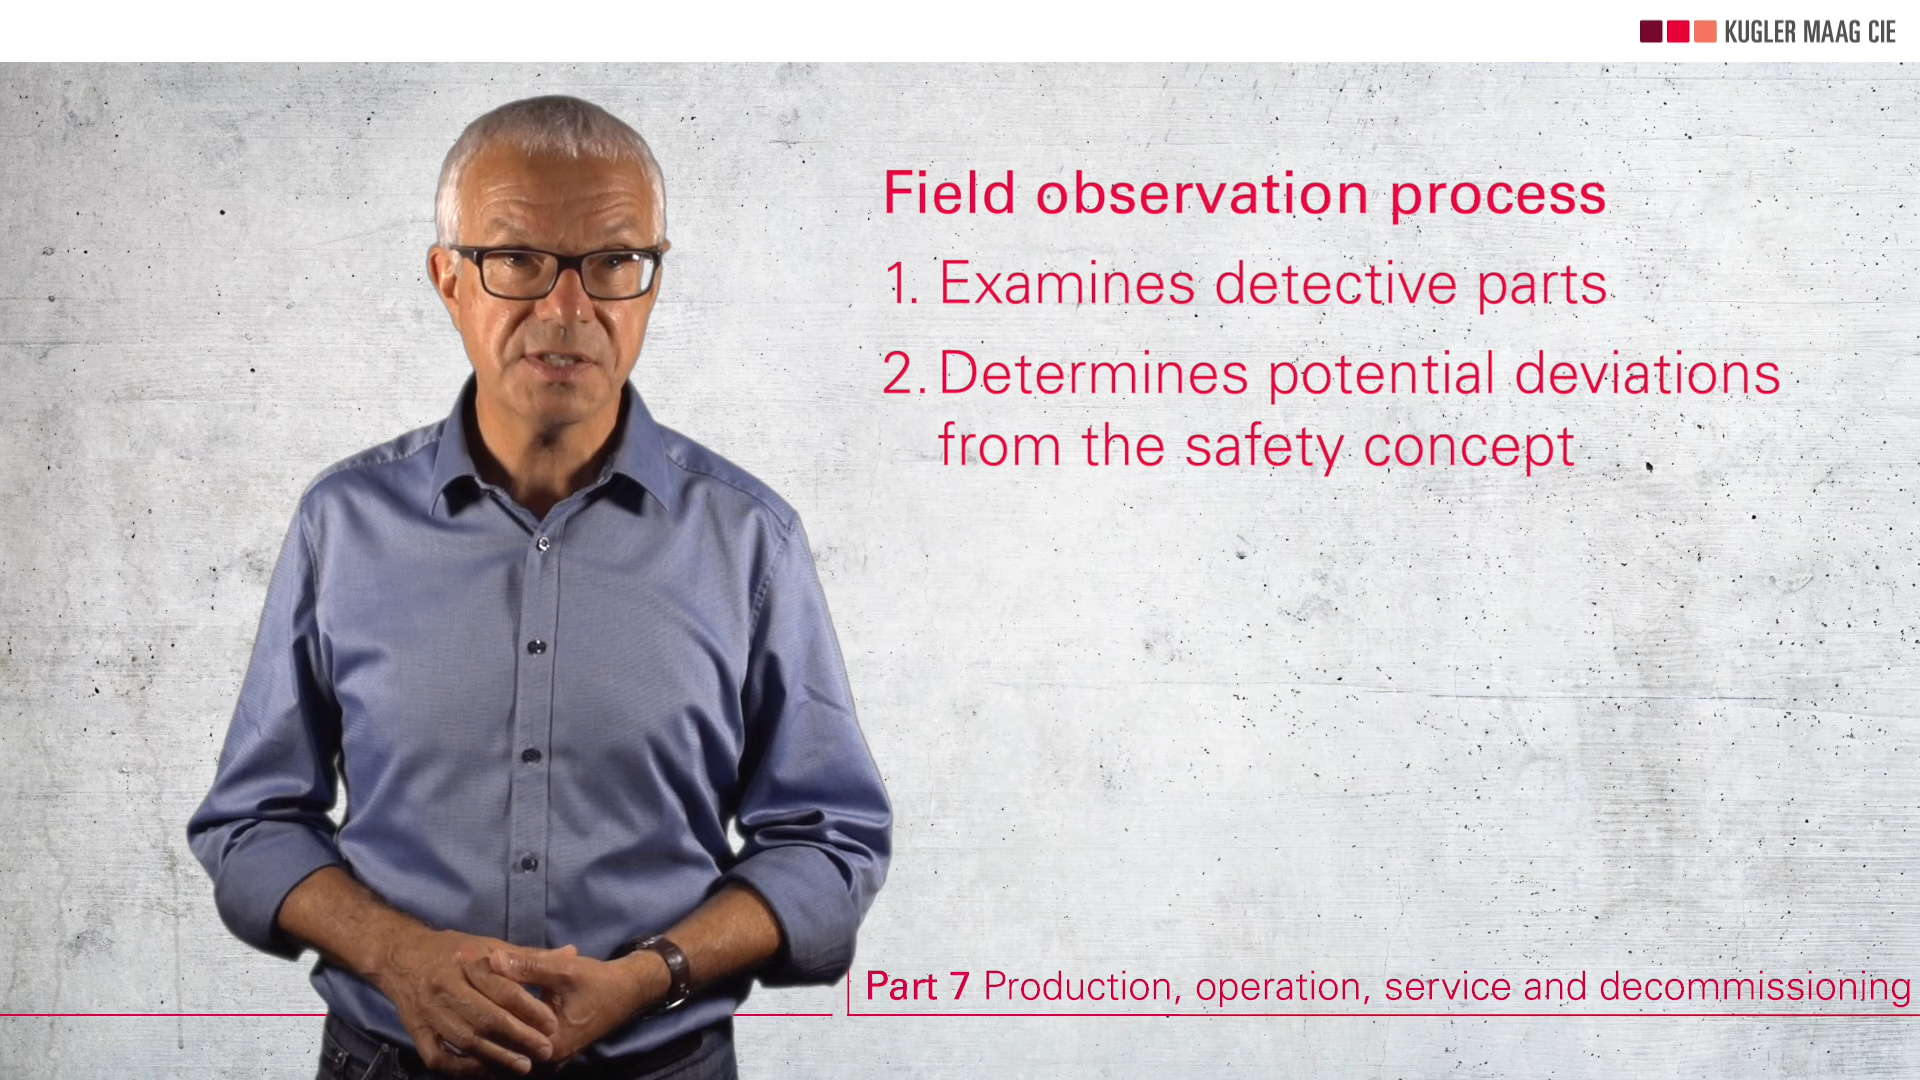 KUGLER MAAG CIE
Field observation process
1. Examines detective parts
2. Determines potential deviations
from the safety concept
Part 7 Production, operation, service and decommissioning